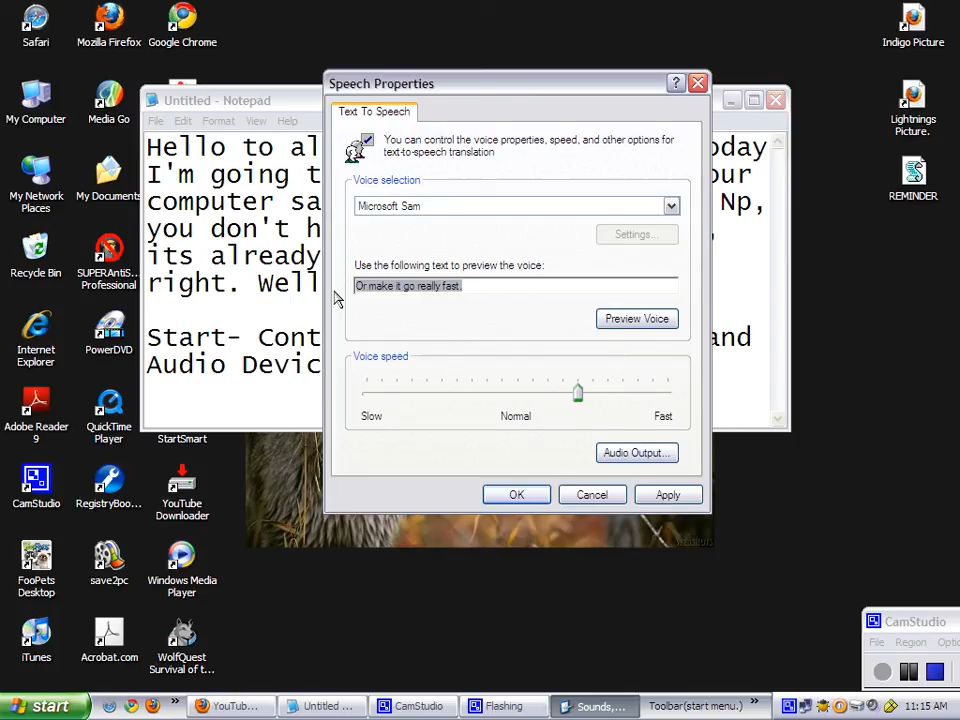 Safari
Mozilla Firefox
Google Chrome
Indigo Picture
My Computer
Media Go
Lightnings
Picture.
My Network
Places
My Documents
REMINDER
Recycle Bin
SUPERAntiS...
Professional
Internet
Explorer
PowerDVD
Adobe Reader
9
QuickTime
Player
StartSmart
CamStudio
RegistryBoo...
YouTube
Downloader
FooPets
Desktop
save2pc
Windows Media
Player
iTunes
Acrobat.com
WolfQuest
Survival of t...
Untitled - Notepad
File Edit Format View Help
Hello to al
I'm going t
computer sa Np,
you don't h
its already
right. Well
Start- Cont and
Audio Devic
Speech Properties
Text To Speech
You can control the voice properties, speed, and other options for
text-to-speech translation
Voice selection
Microsoft Sam
Settings...
Use the following text to preview the voice:
Or make it go really fast.
Preview Voice
Voice speed
Slow Normal Fast
Audio Output...
OK Cancel Apply
CamStudio
File Region Optio
start
YouTub...
Untitled ...
CamStudio
Flashing
Sounds,...
Toolbar(start menu.)
11:15 AM